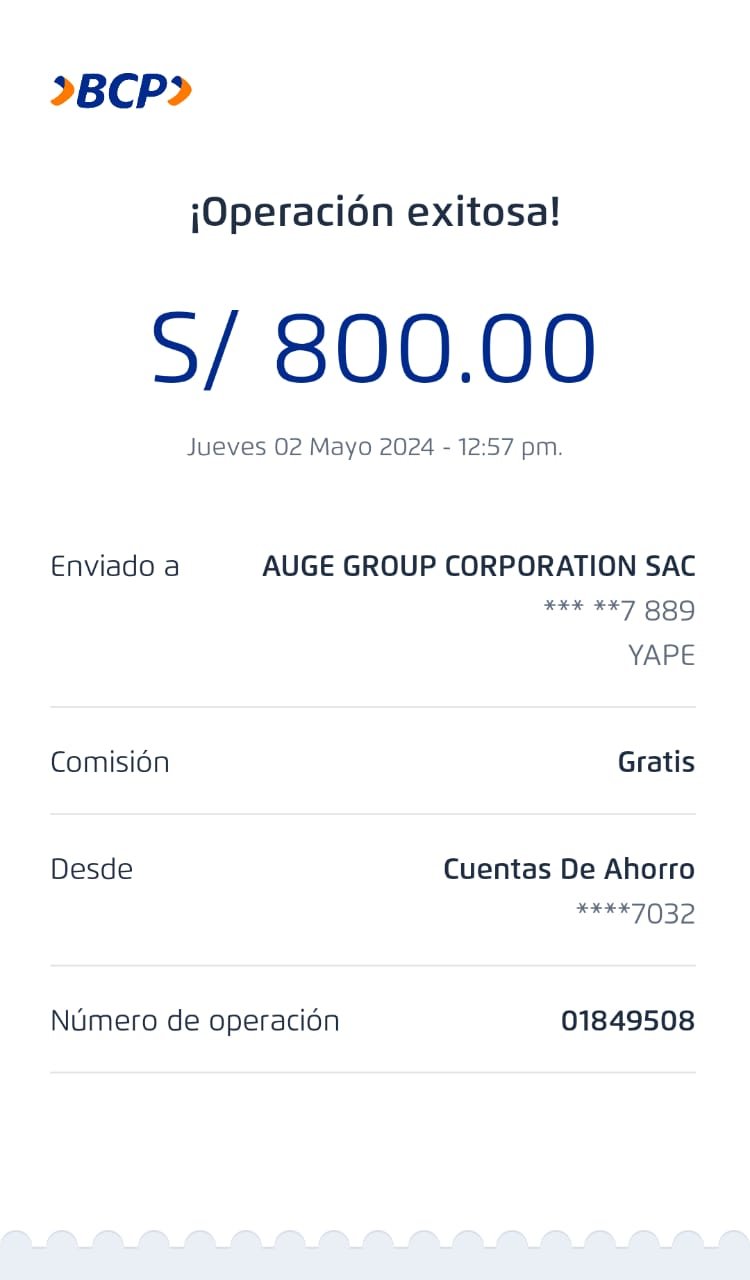 BCP
¡Operación exitosa!
S/ 800.00
Jueves 02 Mayo 2024 - 12:57 pm.
Enviado a AUGE GROUP CORPORATION SAC
*** **7 889
YAPE
Comisión Gratis
Desde Cuentas De Ahorro
****7032
Número de operación 01849508